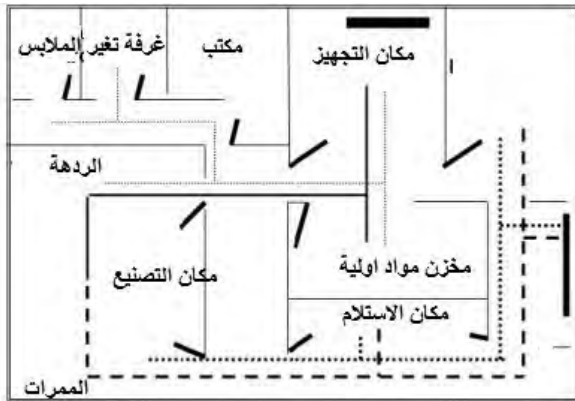 مكان التجهيز
مكتب
غرفة تغير الملابس
الردهة
مخزن مواد اولية
مكان التصنيع
مكان الاستلام
الممرات